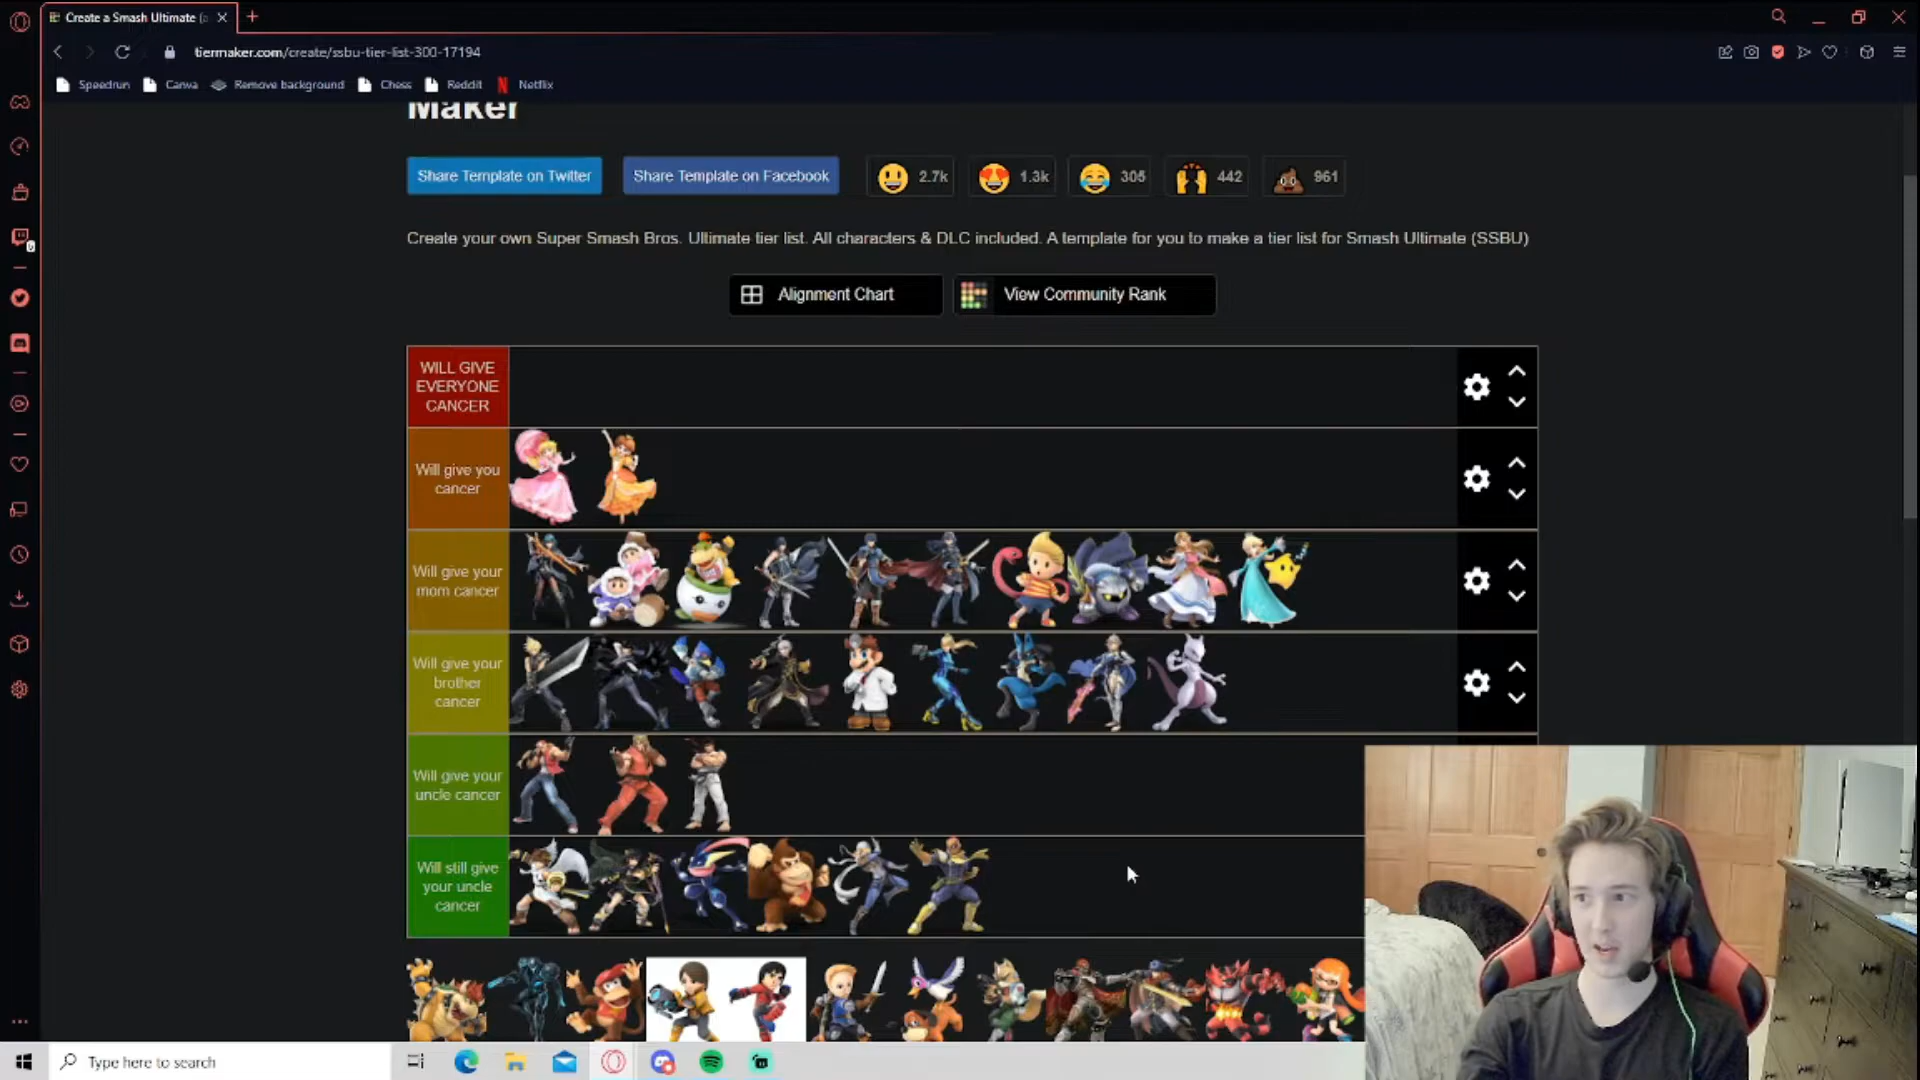 Create a Smash Ultimate (
tiermaker.com/create/ssbu-tier-list-300-17194
Speedrun Canva Remove background Chess Reddit Netflix
Maker
Share Template on Twitter Share Template on Facebook 2.7k 1.3k 305 442 961
Create your own Super Smash Bros. Ultimate tier list. All characters & DLC included. A template for you to make a tier list for Smash Ultimate (SSBU)
Alignment Chart View Community Rank
WILL GIVE
EVERYONE
CANCER
Will give you
cancer
Will give your
mom cancer
Will give your
brother
cancer
Will give your
uncle cancer
Will still give
your uncle
cancer
Type here to search